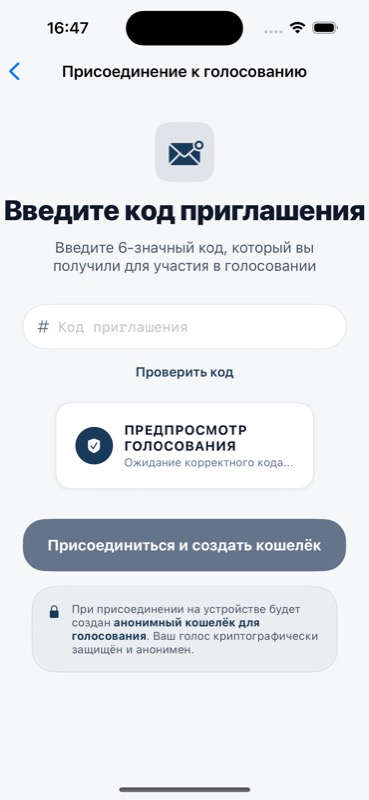 16:47
Присоединение к голосованию
Введите код приглашения
Введите 6-значный код, который вы
получили для участия в голосовании
# Код приглашения
Проверить код
ПРЕДПРОСМОТР
ГОЛОСОВАНИЯ
Ожидание корректного кода...
Присоединиться и создать кошелёк
При присоединении на устройстве будет
создан анонимный кошелёк для
голосования. Ваш голос криптографически
защищён и анонимен.